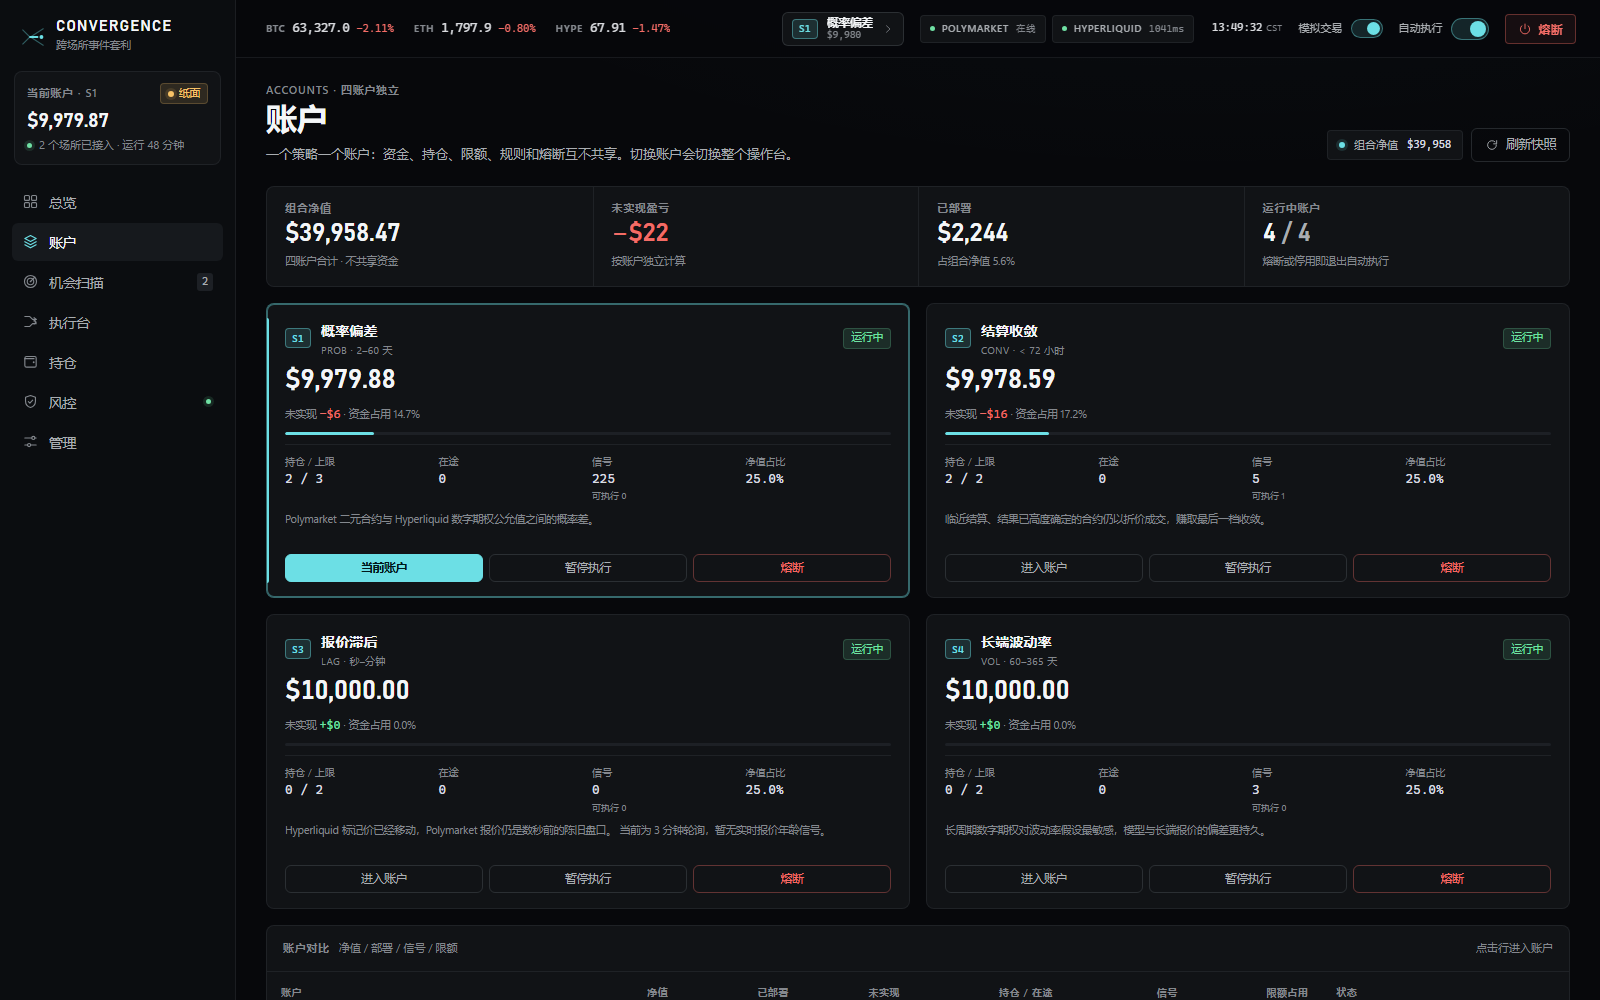 CONVERGENCE
跨场所事件套利
当前账户 · S1
纸面
$9,979.87
2 个场所已接入 · 运行 48 分钟
总览
账户
机会扫描 2
执行台
持仓
风控
管理
BTC 63,327.0 −2.11% ETH 1,797.9 −0.80% HYPE 67.91 −1.47%
S1 概率偏差
$9,980
POLYMARKET 在线
HYPERLIQUID 1041ms
13:49:32 CST
模拟交易
自动执行
熔断
ACCOUNTS · 四账户独立
账户
一个策略一个账户：资金、持仓、限额、规则和熔断互不共享。切换账户会切换整个操作台。
组合净值 $39,958
刷新快照
组合净值
$39,958.47
四账户合计 · 不共享资金
未实现盈亏
−$22
按账户独立计算
已部署
$2,244
占组合净值 5.6%
运行中账户
4 / 4
熔断或停用即退出自动执行
S1 概率偏差
PROB · 2–60 天
运行中
$9,979.88
未实现 −$6 · 资金占用 14.7%
持仓 / 上限 在途 信号 净值占比
2 / 3 0 225 25.0%
可执行 0
Polymarket 二元合约与 Hyperliquid 数字期权公允值之间的概率差。
当前账户 暂停执行 熔断
S2 结算收敛
CONV · < 72 小时
运行中
$9,978.59
未实现 −$16 · 资金占用 17.2%
持仓 / 上限 在途 信号 净值占比
2 / 2 0 5 25.0%
可执行 1
临近结算、结果已高度确定的合约仍以折价成交，赚取最后一档收敛。
进入账户 暂停执行 熔断
S3 报价滞后
LAG · 秒–分钟
运行中
$10,000.00
未实现 +$0 · 资金占用 0.0%
持仓 / 上限 在途 信号 净值占比
0 / 2 0 0 25.0%
可执行 0
Hyperliquid 标记价已经移动，Polymarket 报价仍是数秒前的陈旧盘口。 当前为 3 分钟轮询，暂无实时报价年龄信号。
进入账户 暂停执行 熔断
S4 长端波动率
VOL · 60–365 天
运行中
$10,000.00
未实现 +$0 · 资金占用 0.0%
持仓 / 上限 在途 信号 净值占比
0 / 2 0 3 25.0%
可执行 0
长周期数字期权对波动率假设最敏感，模型与长端报价的偏差更持久。
进入账户 暂停执行 熔断
账户对比 净值 / 部署 / 信号 / 限额
点击行进入账户
账户 净值 已部署 未实现 持仓 / 在途 信号 限额占用 状态